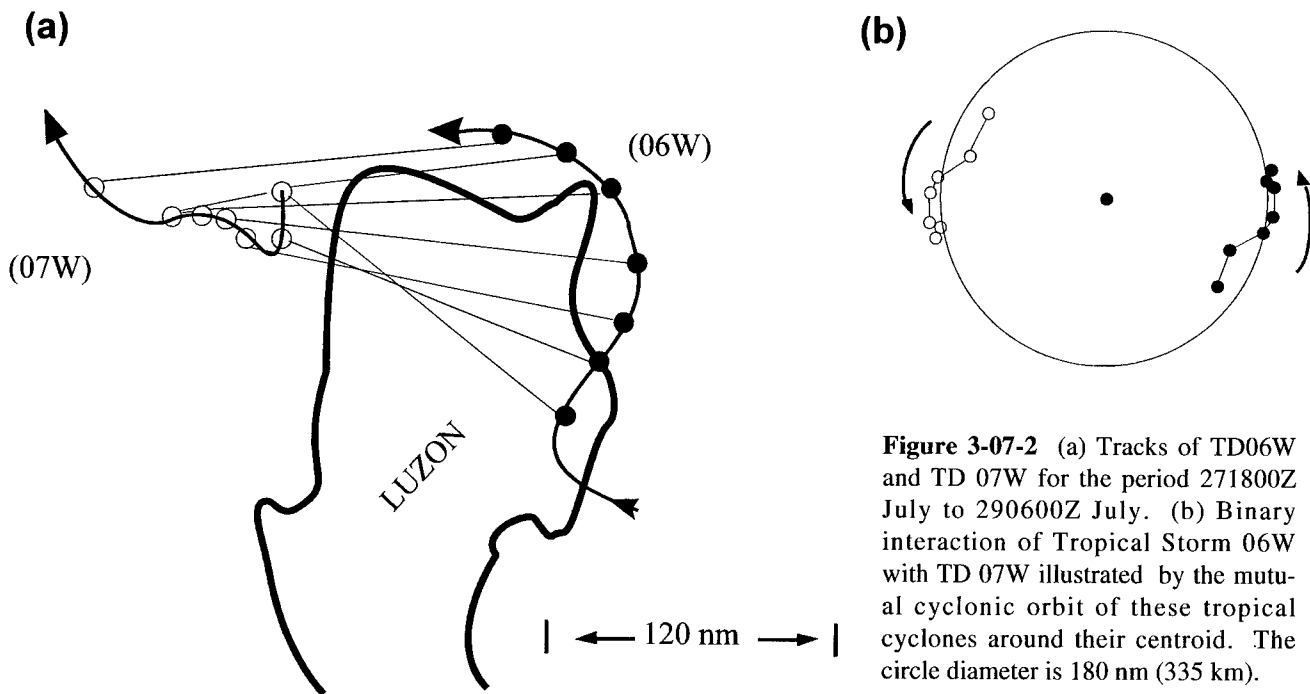 (a)
(06W)
(07W)
LUZON
120 nm
(b)
Figure 3-07-2 (a) Tracks of TD06W
and TD 07W for the period 271800Z
July to 290600Z July. (b) Binary
interaction of Tropical Storm 06W
with TD 07W illustrated by the mutu-
al cyclonic orbit of these tropical
cyclones around their centroid. The
circle diameter is 180 nm (335 km).